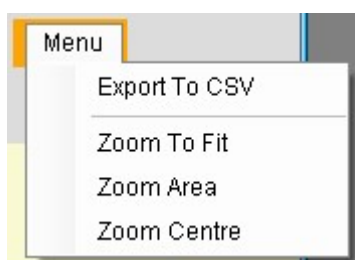 Menu
Export To CSV
Zoom To Fit
Zoom Area
Zoom Centre